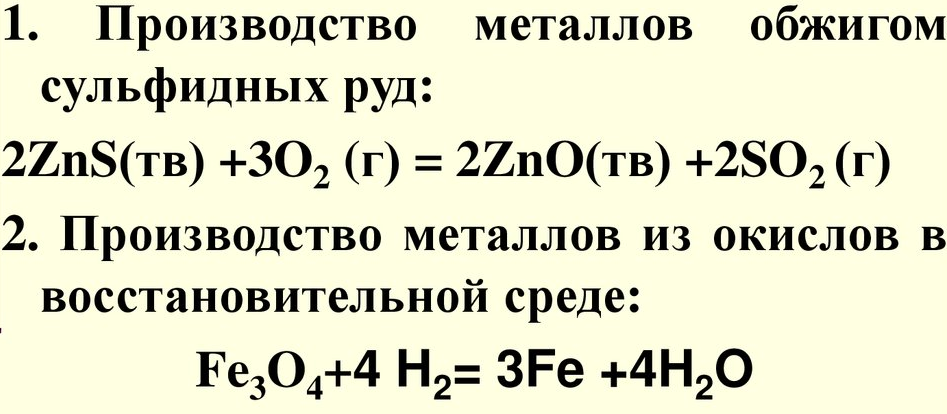 1. Производство металлов обжигом
сульфидных руд:
2ZnS(тв) +3O₂ (г) = 2ZnO(тв) +2SO₂ (г)
2. Производство металлов из окислов в
восстановительной среде:
Fe₃O₄+4 H₂= 3Fe +4H₂O